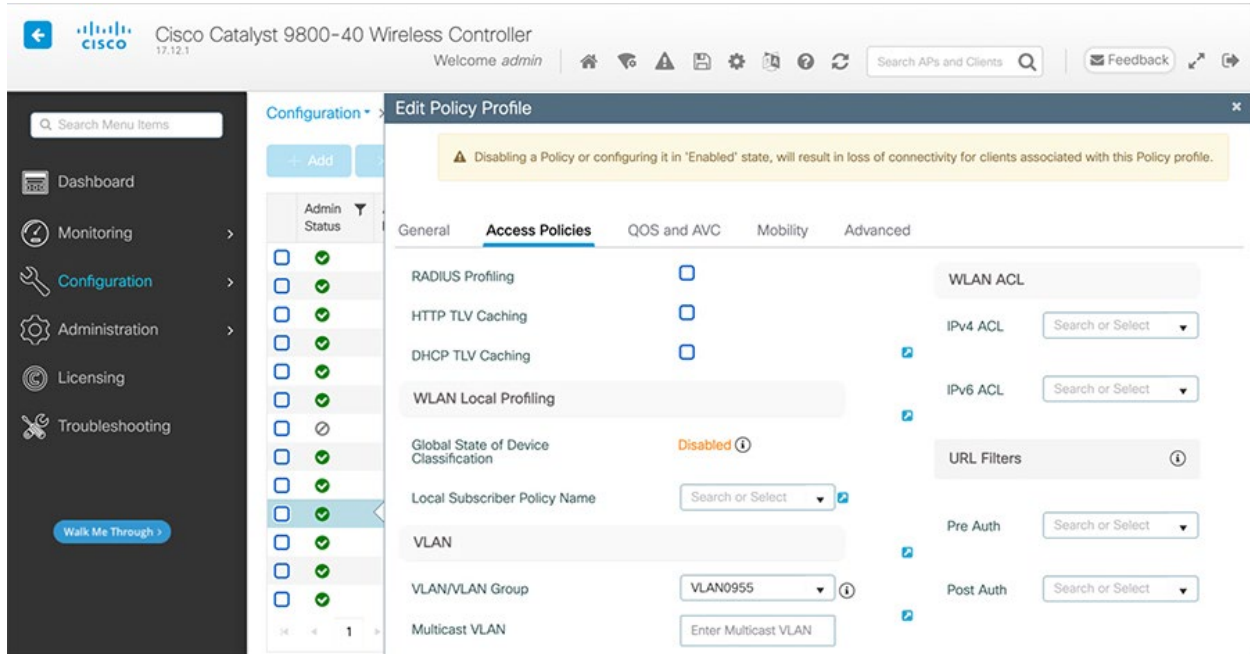 CISCO
Cisco Catalyst 9800-40 Wireless Controller
17.12.1
Welcome admin
Search APs and Clients
Feedback
Search Menu Items
Dashboard
Monitoring
Configuration
Administration
Licensing
Troubleshooting
Walk Me Through >
Configuration
+ Add
Admin
Status
1
Edit Policy Profile
Disabling a Policy or configuring it in 'Enabled' state, will result in loss of connectivity for clients associated with this Policy profile.
General Access Policies QOS and AVC Mobility Advanced
RADIUS Profiling
HTTP TLV Caching
DHCP TLV Caching
WLAN Local Profiling
Global State of Device
Classification
Disabled
Local Subscriber Policy Name Search or Select
VLAN
VLAN/VLAN Group VLAN0955
Multicast VLAN Enter Multicast VLAN
WLAN ACL
IPv4 ACL Search or Select
IPv6 ACL Search or Select
URL Filters
Pre Auth Search or Select
Post Auth Search or Select